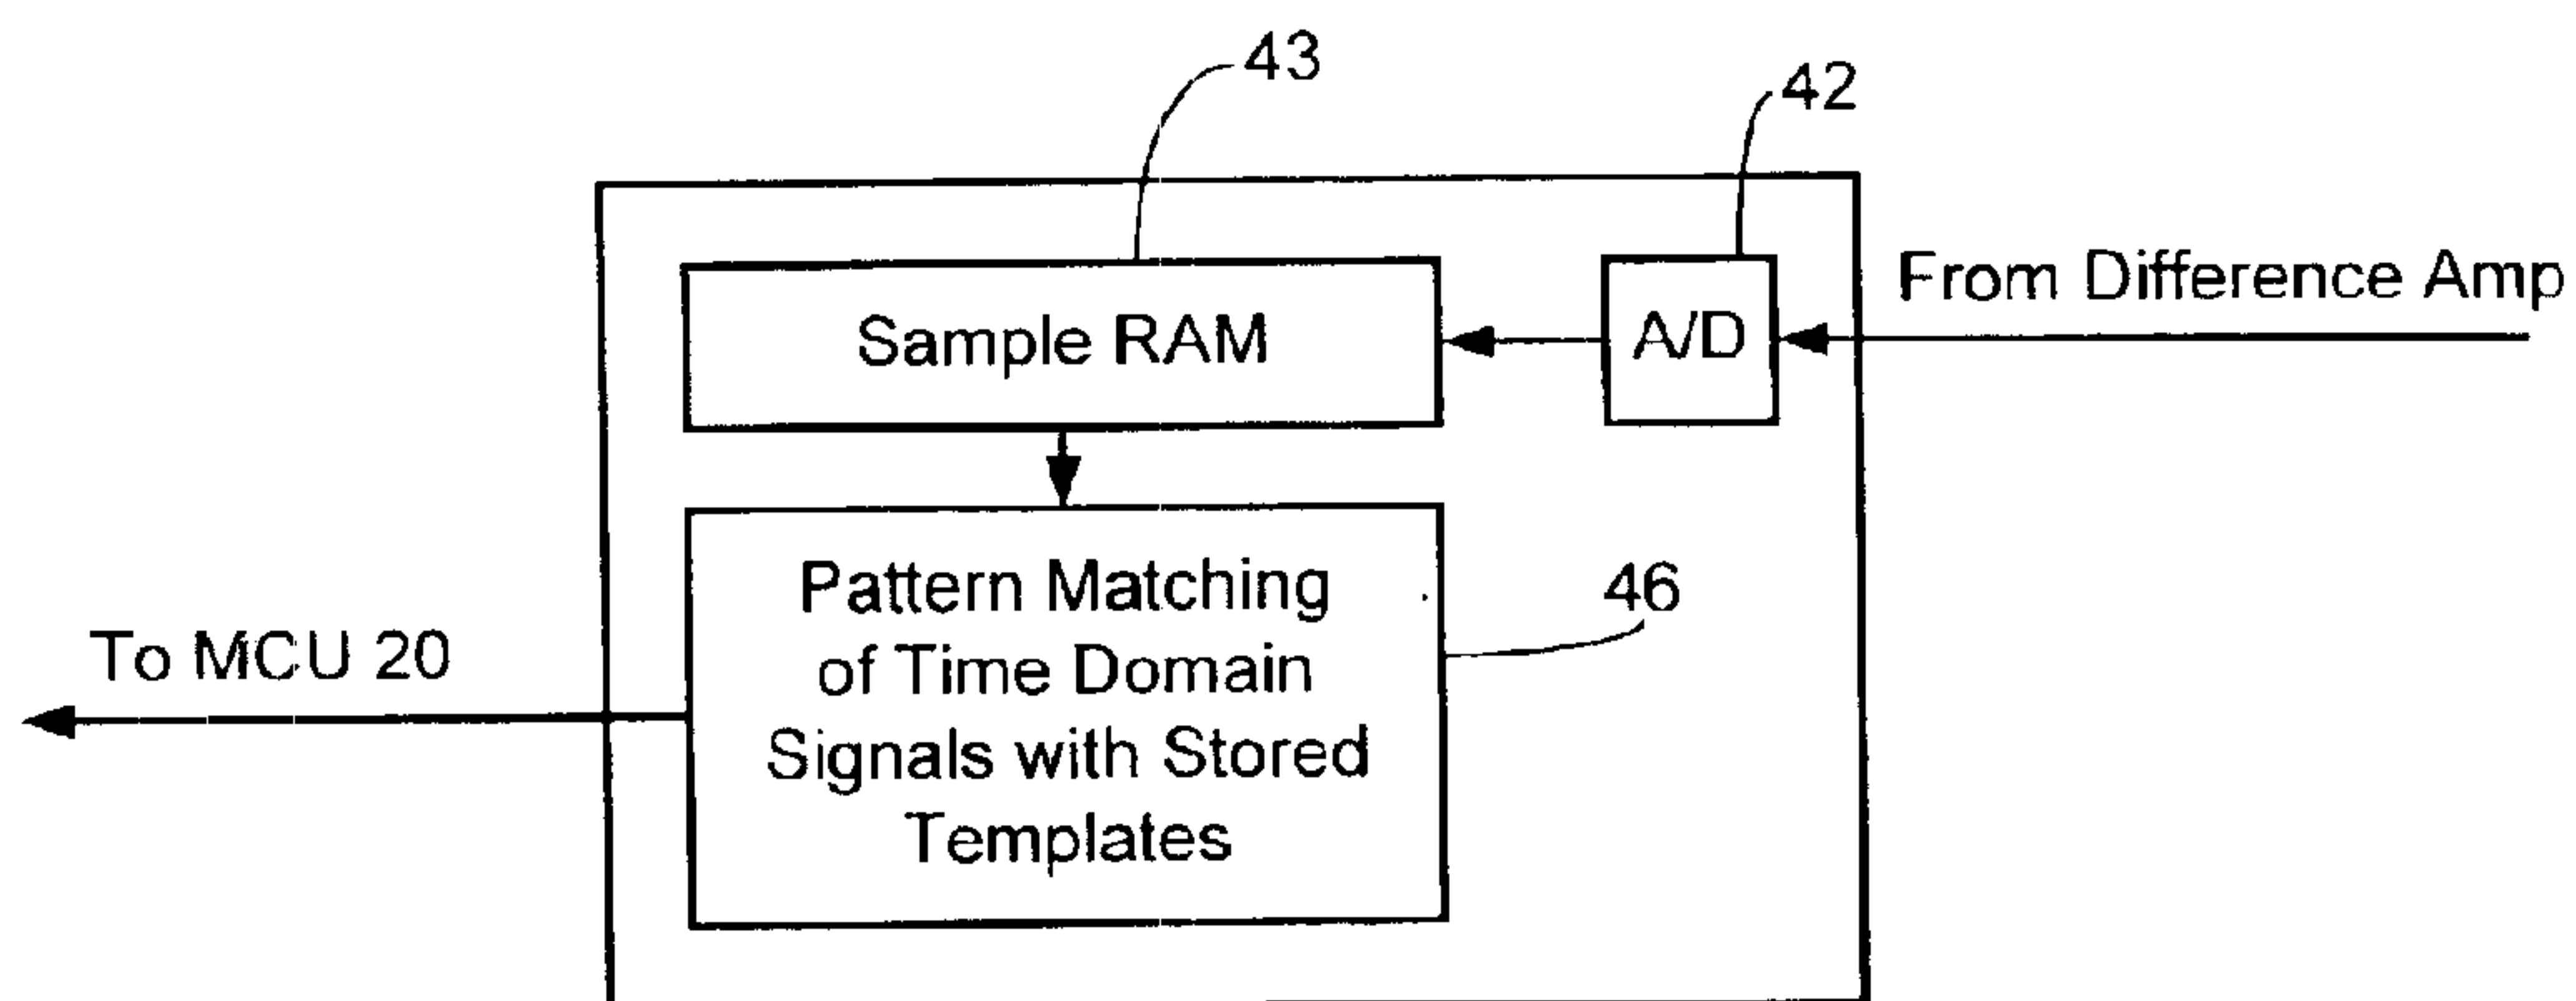 43
42
From Difference Amp
Sample RAM
A/D
Pattern Matching
of Time Domain
Signals with Stored
Templates
46
To MCU 20